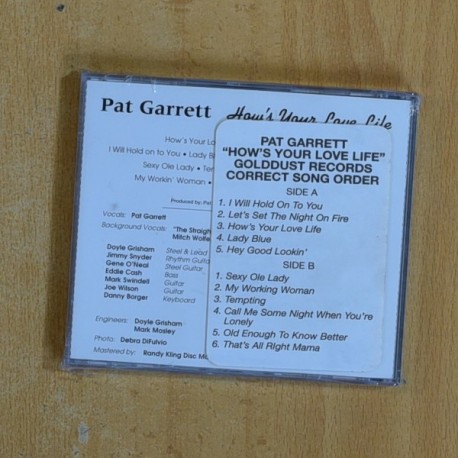 Pat Garrett How's Your Love Life
How's Your Lo
I Will Hold on to You • Lady B
Sexy Ole Lady • Te
My Workin' Woman •
Produced by: Pa
Vocals: Pat Garrett
Background Vocals: "The Straigh
Mitch Wolfe
Doyle Grisham Steel & Lead
Jimmy Snyder Rhythm Guita
Gene O'Neal Steel Guitar
Eddie Cash Bass
Mark Swindell Guitar
Joe Wilson Guitar
Danny Borger Keyboard
Engineers: Doyle Grisham
Mark Mosley
Photo: Debra DiFulvio
Mastered by: Randy Kling Disc M
PAT GARRETT
"HOW'S YOUR LOVE LIFE"
GOLDDUST RECORDS
CORRECT SONG ORDER
SIDE A
1. I Will Hold On To You
2. Let's Set The Night On Fire
3. How's Your Love Life
4. Lady Blue
5. Hey Good Lookin'
SIDE B
1. Sexy Ole Lady
2. My Working Woman
3. Tempting
4. Call Me Some Night When You're
Lonely
5. Old Enough To Know Better
6. That's All RIght Mama